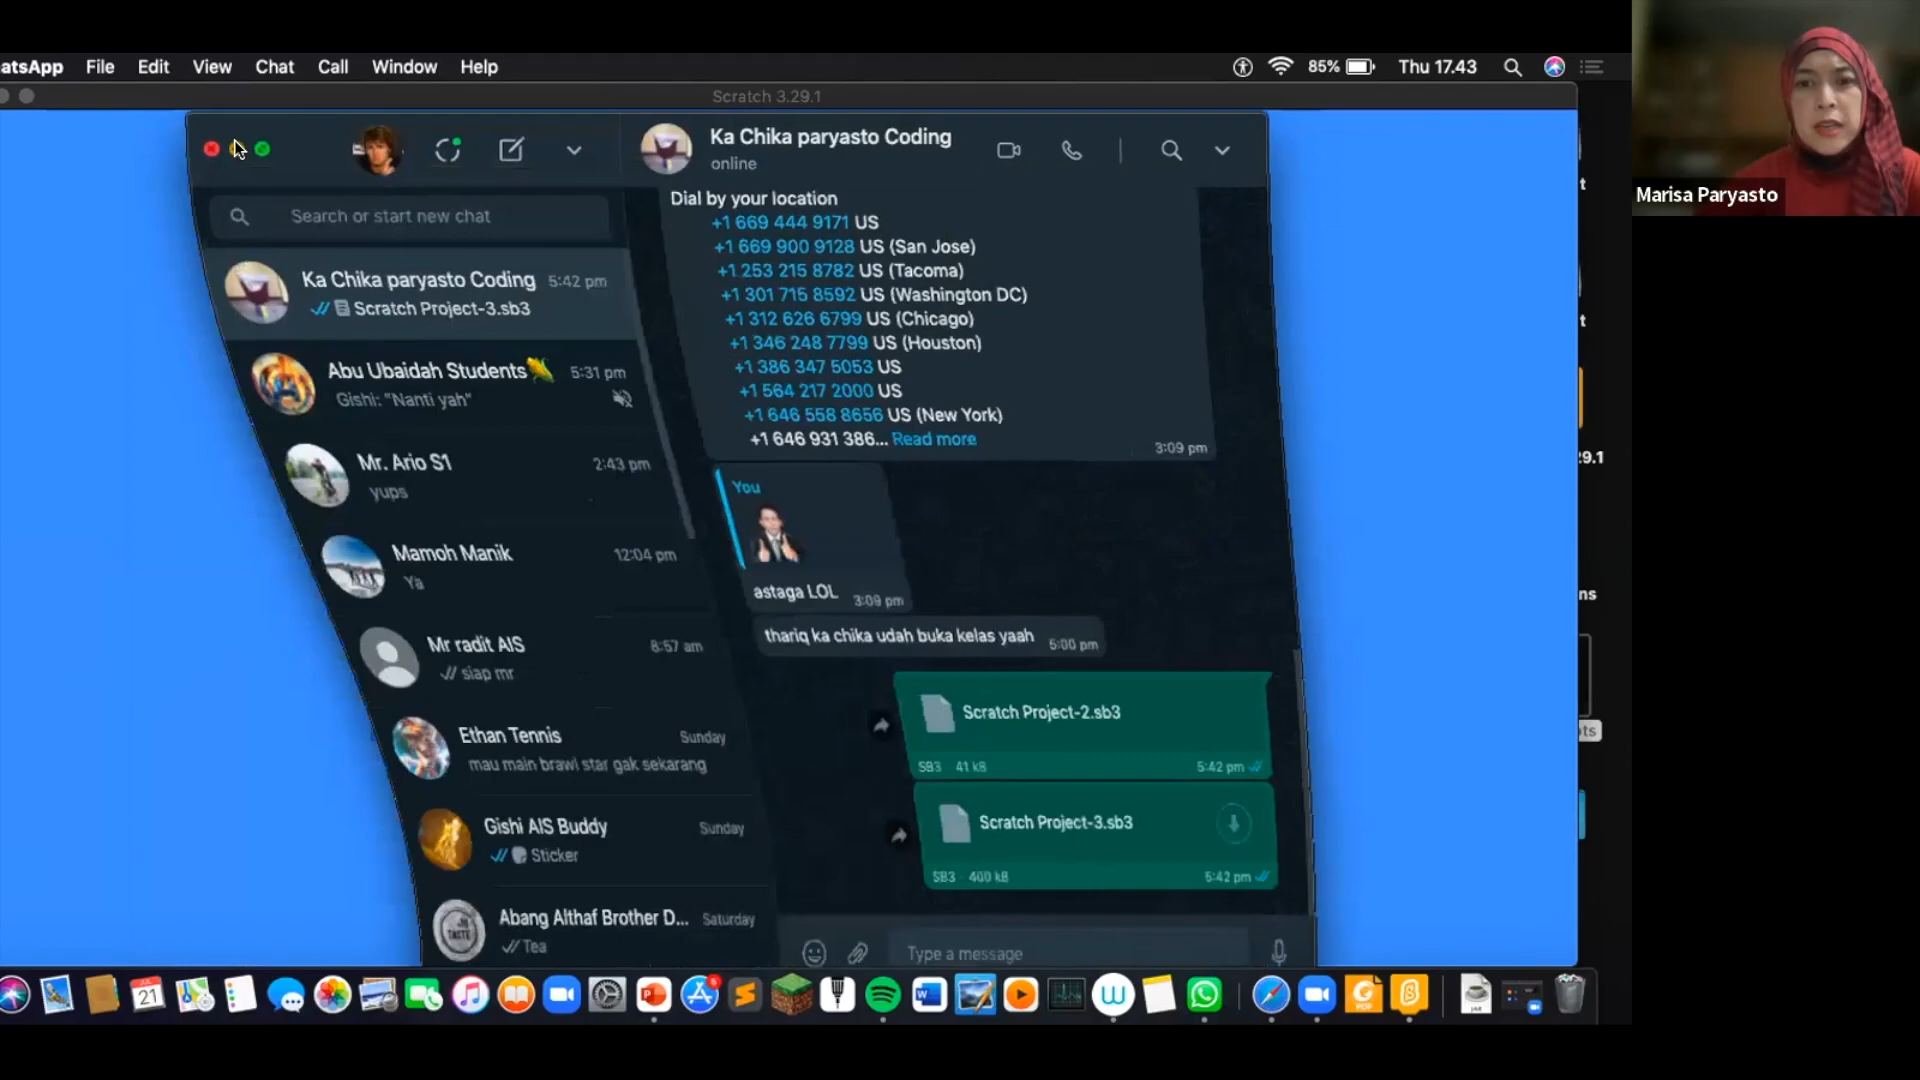 atsApp File Edit View Chat Call Window Help 85% Thu 17.43
Scratch 3.29.1
Ka Chika paryasto Coding
online
Search or start new chat
Ka Chika paryasto Coding 5:42 pm
Scratch Project-3.sb3
Abu Ubaidah Students🌽 5:31 pm
Gishi: "Nanti yah"
Mr. Ario S1 2:43 pm
yups
Mamoh Manik 12:04 pm
Ya
Mr radit AIS 8:57 am
siap mr
Ethan Tennis Sunday
mau main brawl star gak sekarang
Gishi AIS Buddy Sunday
Sticker
Abang Althaf Brother D... Saturday
Tea
Dial by your location
+1 669 444 9171 US
+1 669 900 9128 US (San Jose)
+1 253 215 8782 US (Tacoma)
+1 301 715 8592 US (Washington DC)
+1 312 626 6799 US (Chicago)
+1 346 248 7799 US (Houston)
+1 386 347 5053 US
+1 564 217 2000 US
+1 646 558 8656 US (New York)
+1 646 931 386... Read more
3:09 pm
You
astaga LOL 3:09 pm
thariq ka chika udah buka kelas yaah 5:00 pm
Scratch Project-2.sb3
SB3 41 kB 5:42 pm
Scratch Project-3.sb3
SB3 400 kB 5:42 pm
Type a message
Marisa Paryasto
t
t
29.1
ns
ts
21
TASTE
PDF